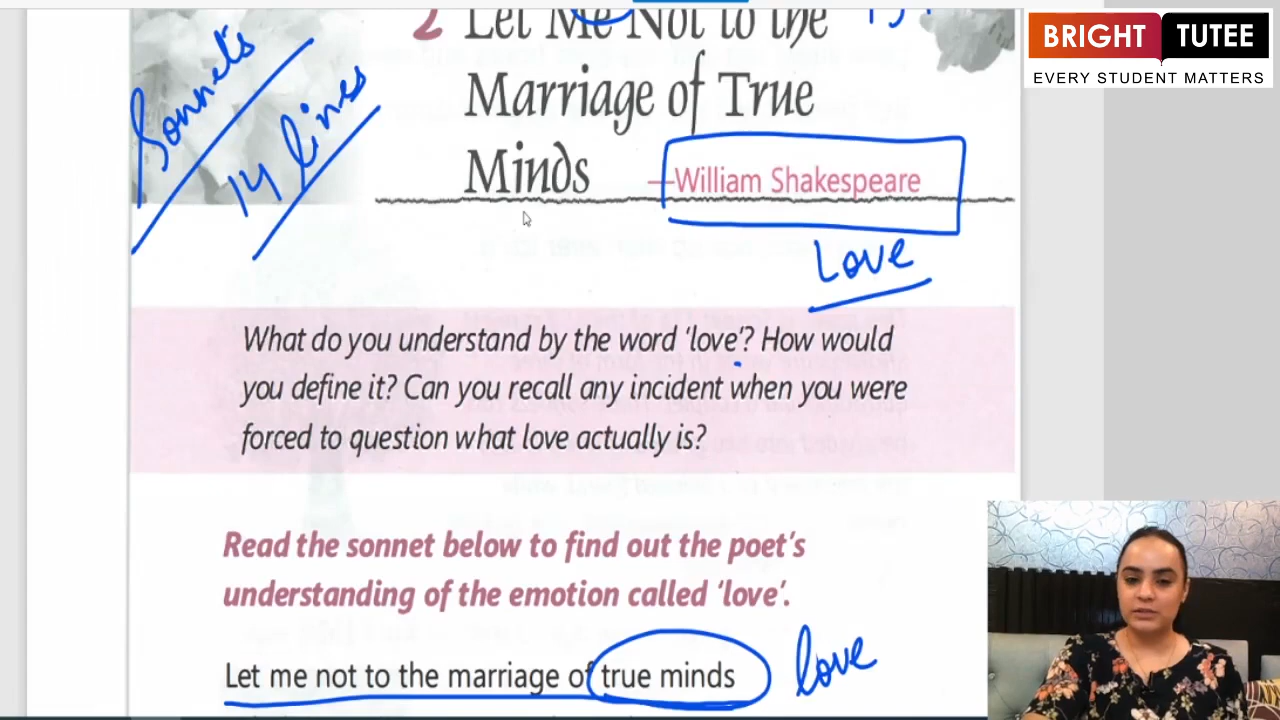 2 Let Me Not to the
Marriage of True
Minds
—William Shakespeare
Sonnets
14 lines
Love
What do you understand by the word ‘love’? How would
you define it? Can you recall any incident when you were
forced to question what love actually is?
Read the sonnet below to find out the poet’s
understanding of the emotion called ‘love’.
Let me not to the marriage of true minds
love
BRIGHT TUTEE
EVERY STUDENT MATTERS